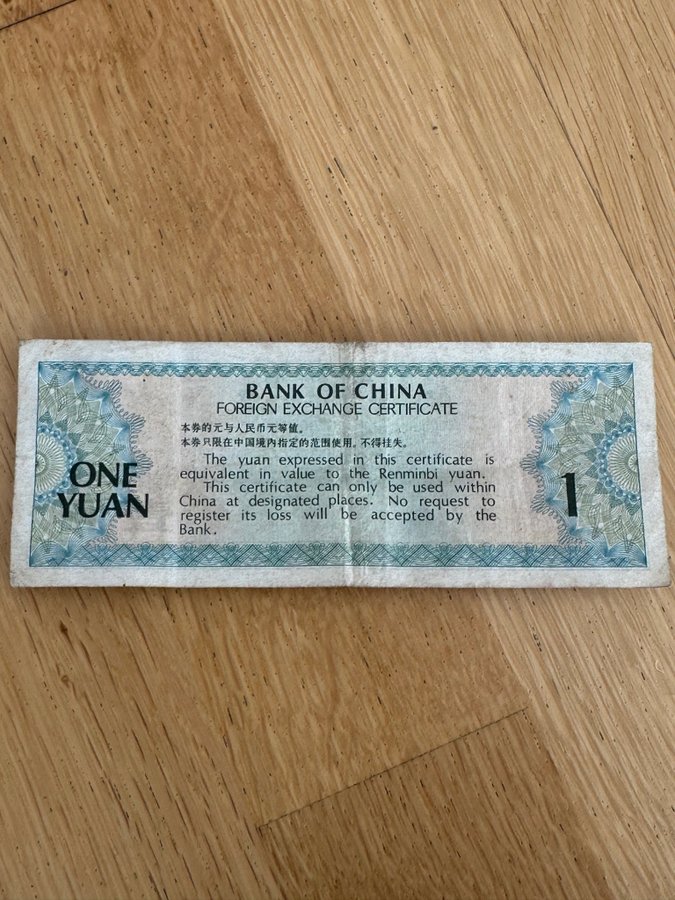 BANK OF CHINA
FOREIGN EXCHANGE CERTIFICATE
本券的元与人民币元等值。
本券只限在中国境内指定的范围使用，不得挂失。
The yuan expressed in this certificate is
equivalent in value to the Renminbi yuan.
This certificate can only be used within
China at designated places. No request to
register its loss will be accepted by the
Bank.
ONE
YUAN
1